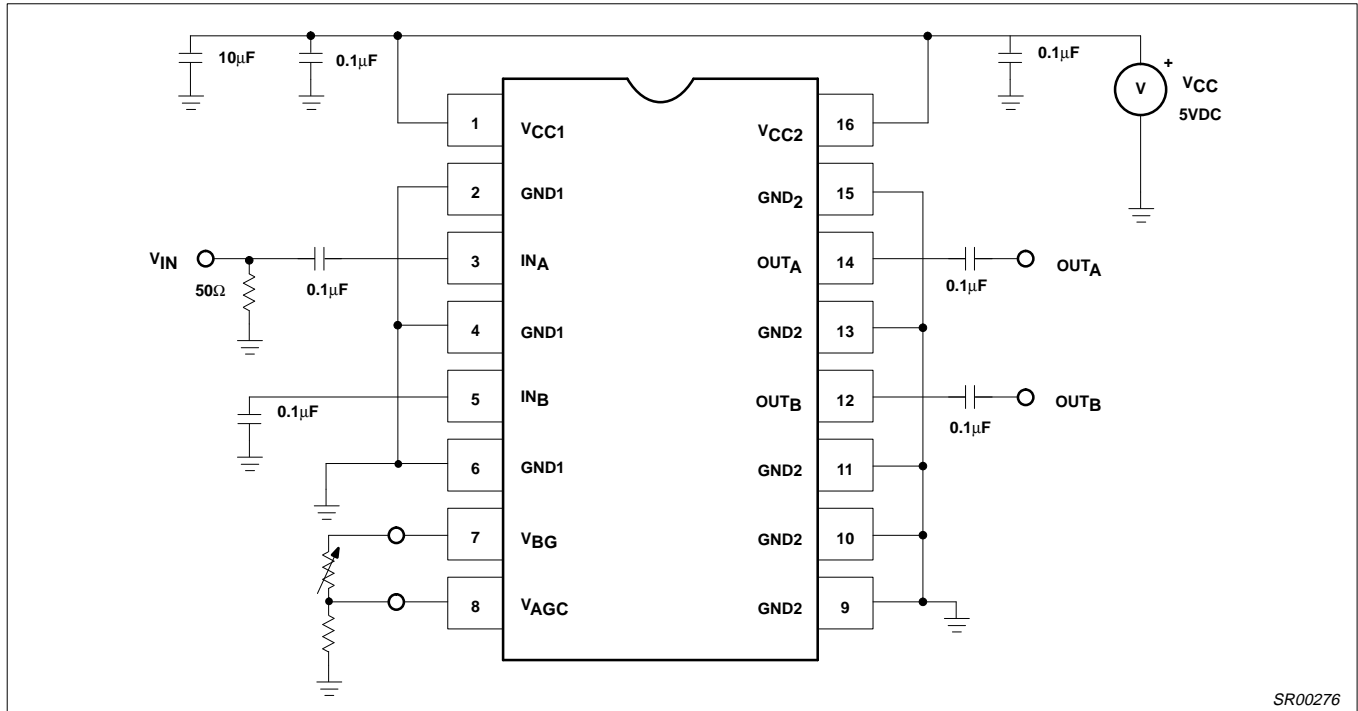 10μF
0.1μF
0.1μF
+
V
VCC
5VDC
1 VCC1
VCC2 16
2 GND1
GND2 15
VIN
50Ω
0.1μF
3 INA
OUTA 14
0.1μF
OUTA
4 GND1
GND2 13
0.1μF
5 INB
OUTB 12
0.1μF
OUTB
6 GND1
GND2 11
7 VBG
GND2 10
8 VAGC
GND2 9
SR00276